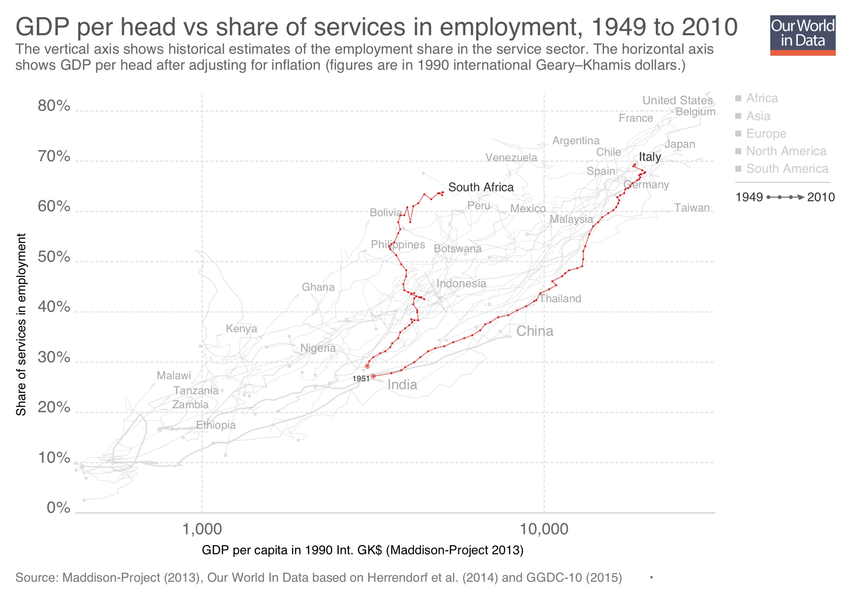 GDP per head vs share of services in employment, 1949 to 2010
Our World
in Data
The vertical axis shows historical estimates of the employment share in the service sector. The horizontal axis
shows GDP per head after adjusting for inflation (figures are in 1990 international Geary–Khamis dollars.)
80%
70%
60%
50%
40%
30%
20%
10%
0%
Share of services in employment
United States
Belgium
France
Argentina
Japan
Chile
Venezuela
Italy
Spain
Germany
South Africa
Peru
Mexico
Taiwan
Bolivia
Malaysia
Philippines
Botswana
Ghana
Indonesia
Thailand
Kenya
China
Nigeria
1951
India
Malawi
Tanzania
Zambia
Ethiopia
Africa
Asia
Europe
North America
South America
1949 2010
1,000
10,000
GDP per capita in 1990 Int. GK$ (Maddison-Project 2013)
Source: Maddison-Project (2013), Our World In Data based on Herrendorf et al. (2014) and GGDC-10 (2015) •